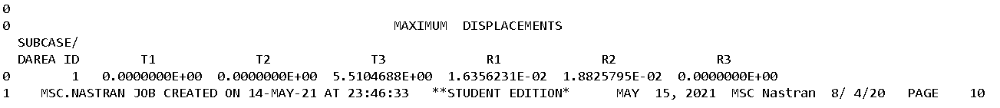 0
0 MAXIMUM DISPLACEMENTS
SUBCASE/
DAREA ID T1 T2 T3 R1 R2 R3
0 1 0.0000000E+00 0.0000000E+00 5.5104688E+00 1.6356231E-02 1.8825795E-02 0.0000000E+00
1 MSC.NASTRAN JOB CREATED ON 14-MAY-21 AT 23:46:33 **STUDENT EDITION* MAY 15, 2021 MSC Nastran 8/ 4/20 PAGE 10